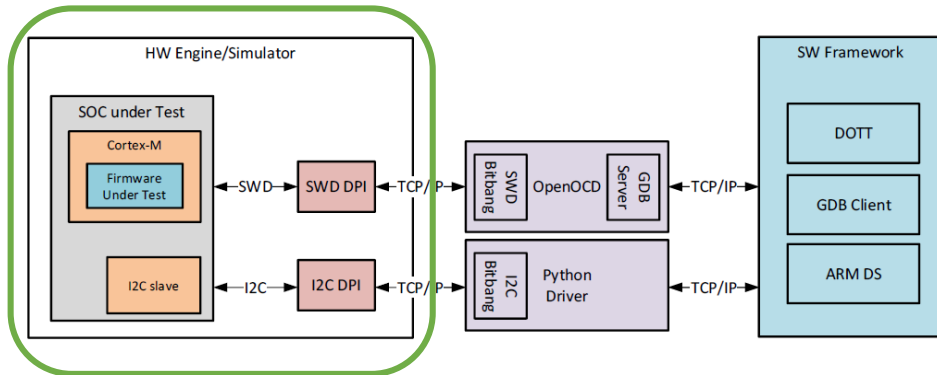 HW Engine/Simulator
SOC under Test
Cortex-M
Firmware
Under Test
I2C slave
SWD
I2C
SWD DPI
I2C DPI
TCP/IP
TCP/IP
SWD
Bitbang
OpenOCD
GDB
Server
I2C
Bitbang
Python
Driver
TCP/IP
TCP/IP
SW Framework
DOTT
GDB Client
ARM DS